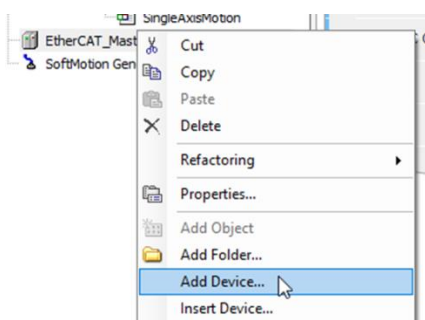 SingleAxisMotion
EtherCAT_Mast
SoftMotion Gen
Cut
Copy
Paste
Delete
Refactoring
Properties...
Add Object
Add Folder...
Add Device...
Insert Device...